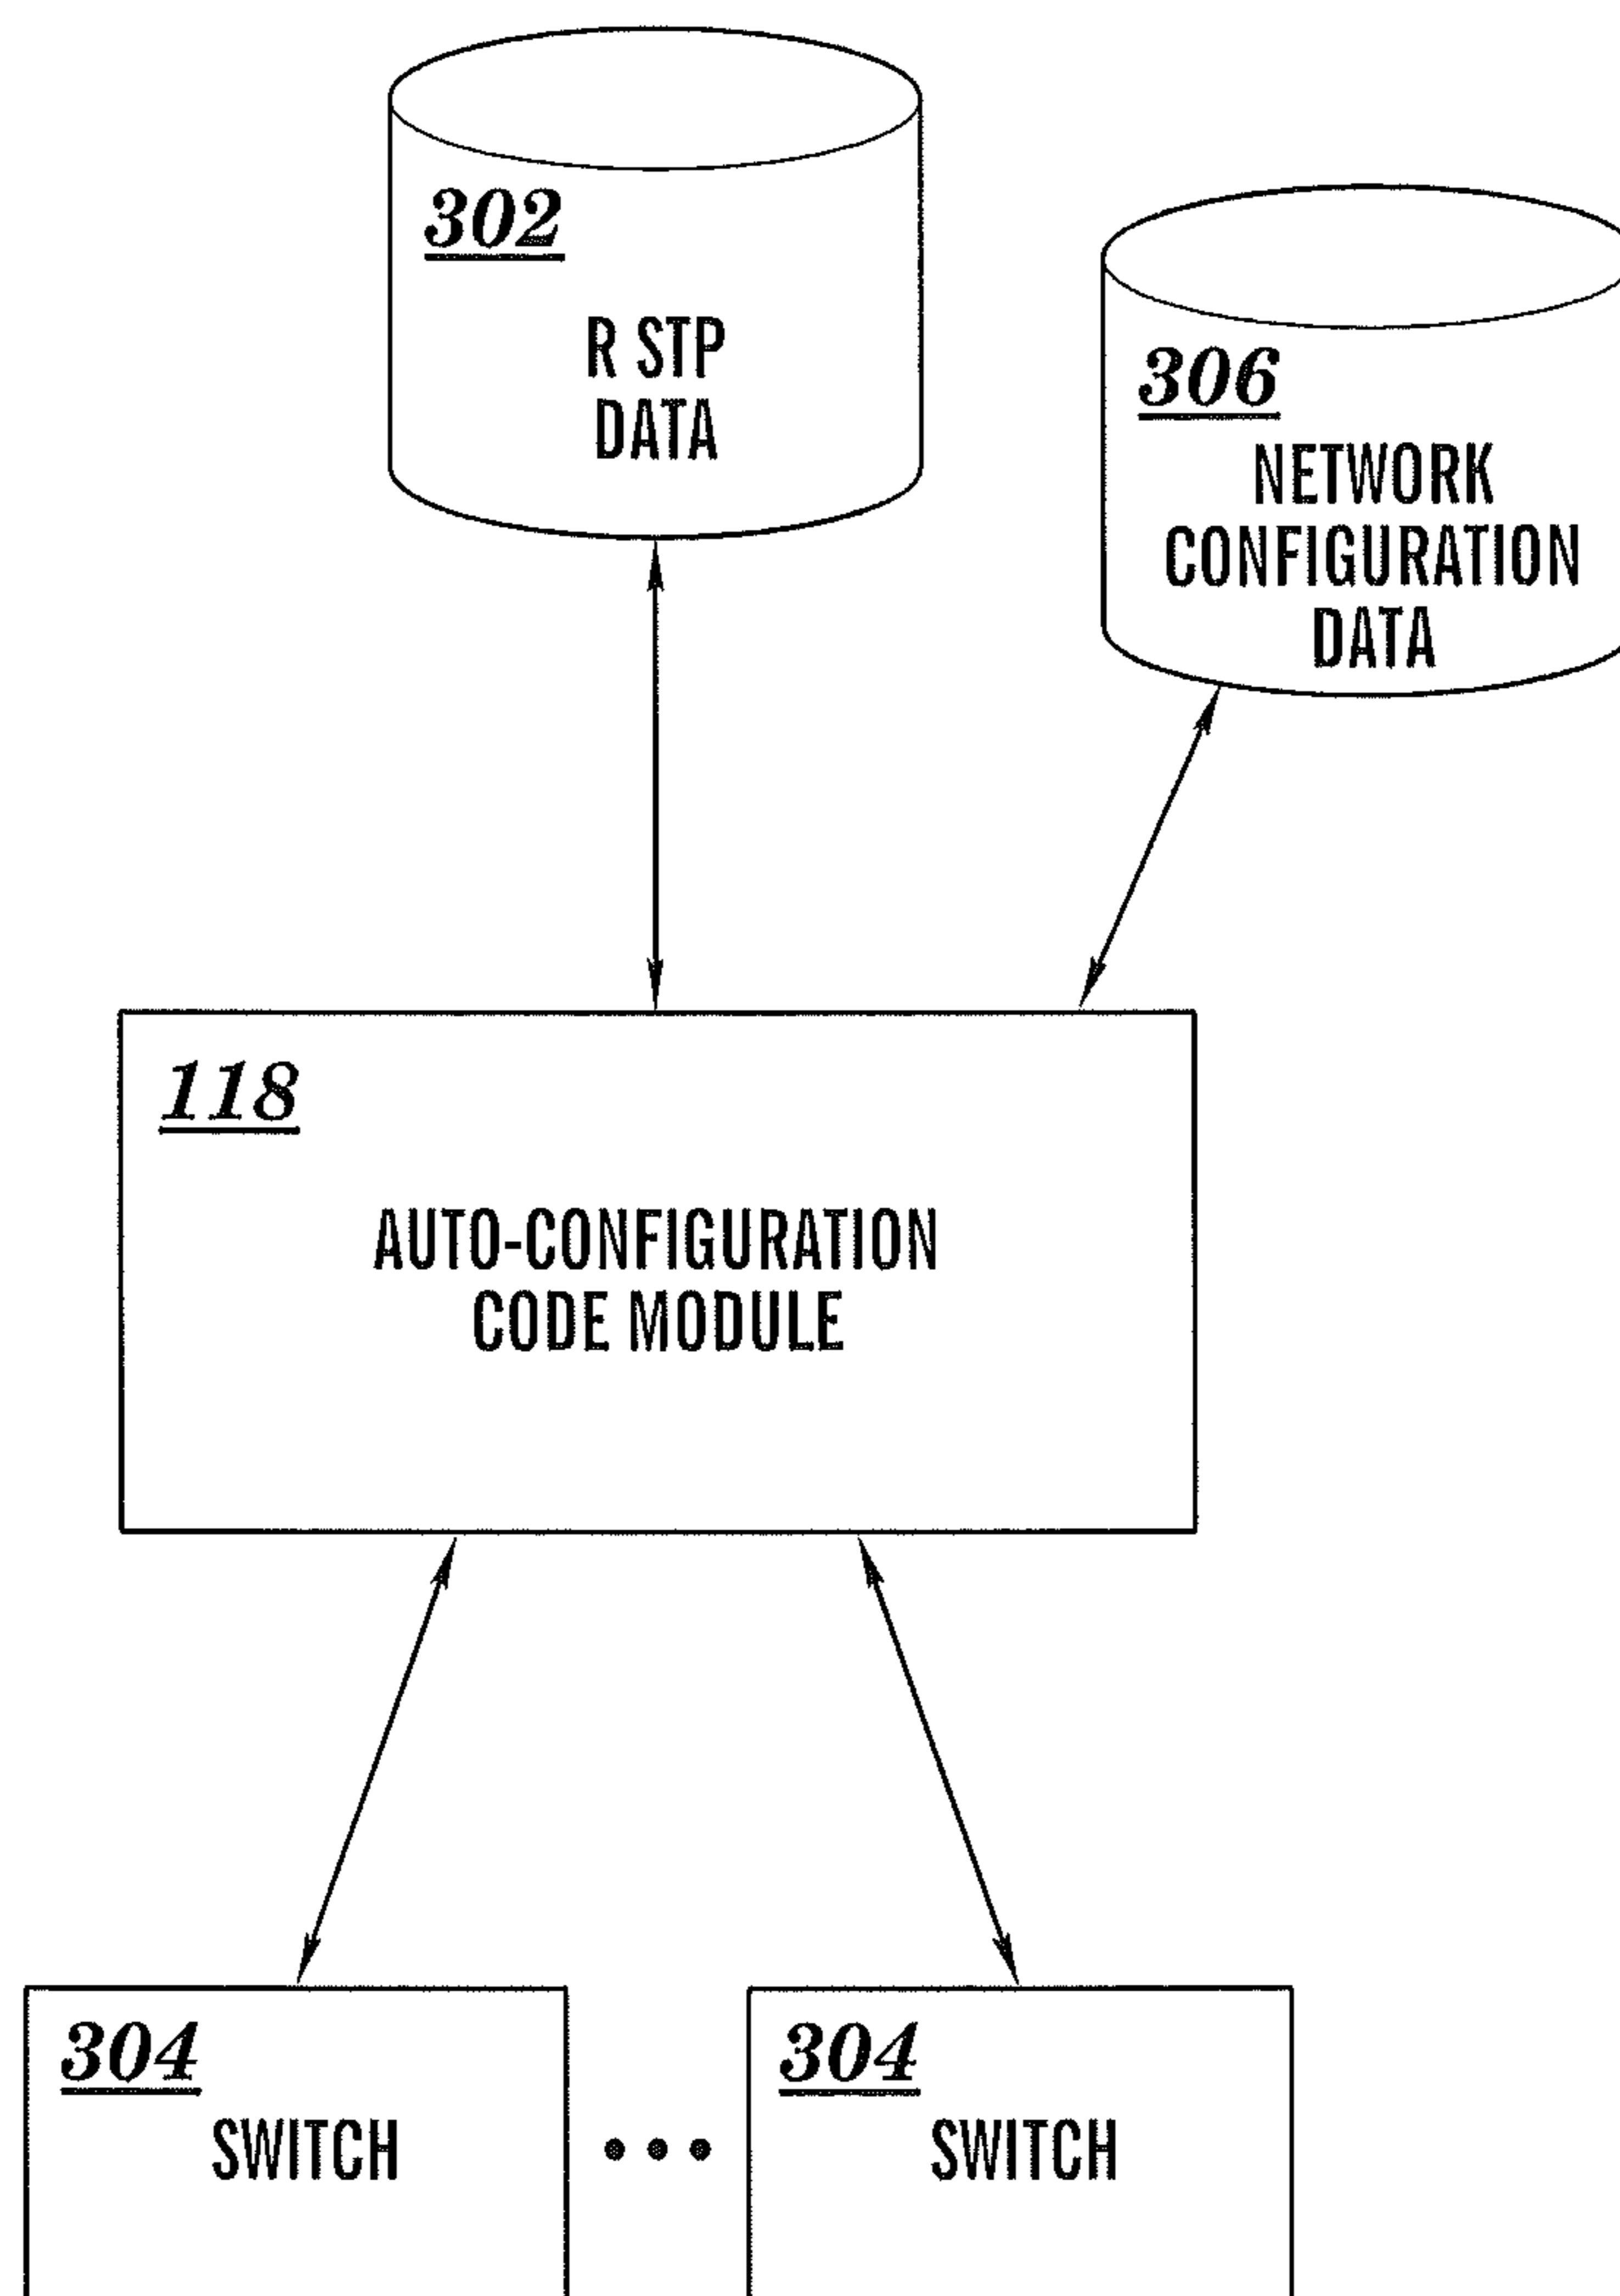 302
R STP
DATA
306
NETWORK
CONFIGURATION
DATA
118
AUTO-CONFIGURATION
CODE MODULE
304
SWITCH
304
SWITCH